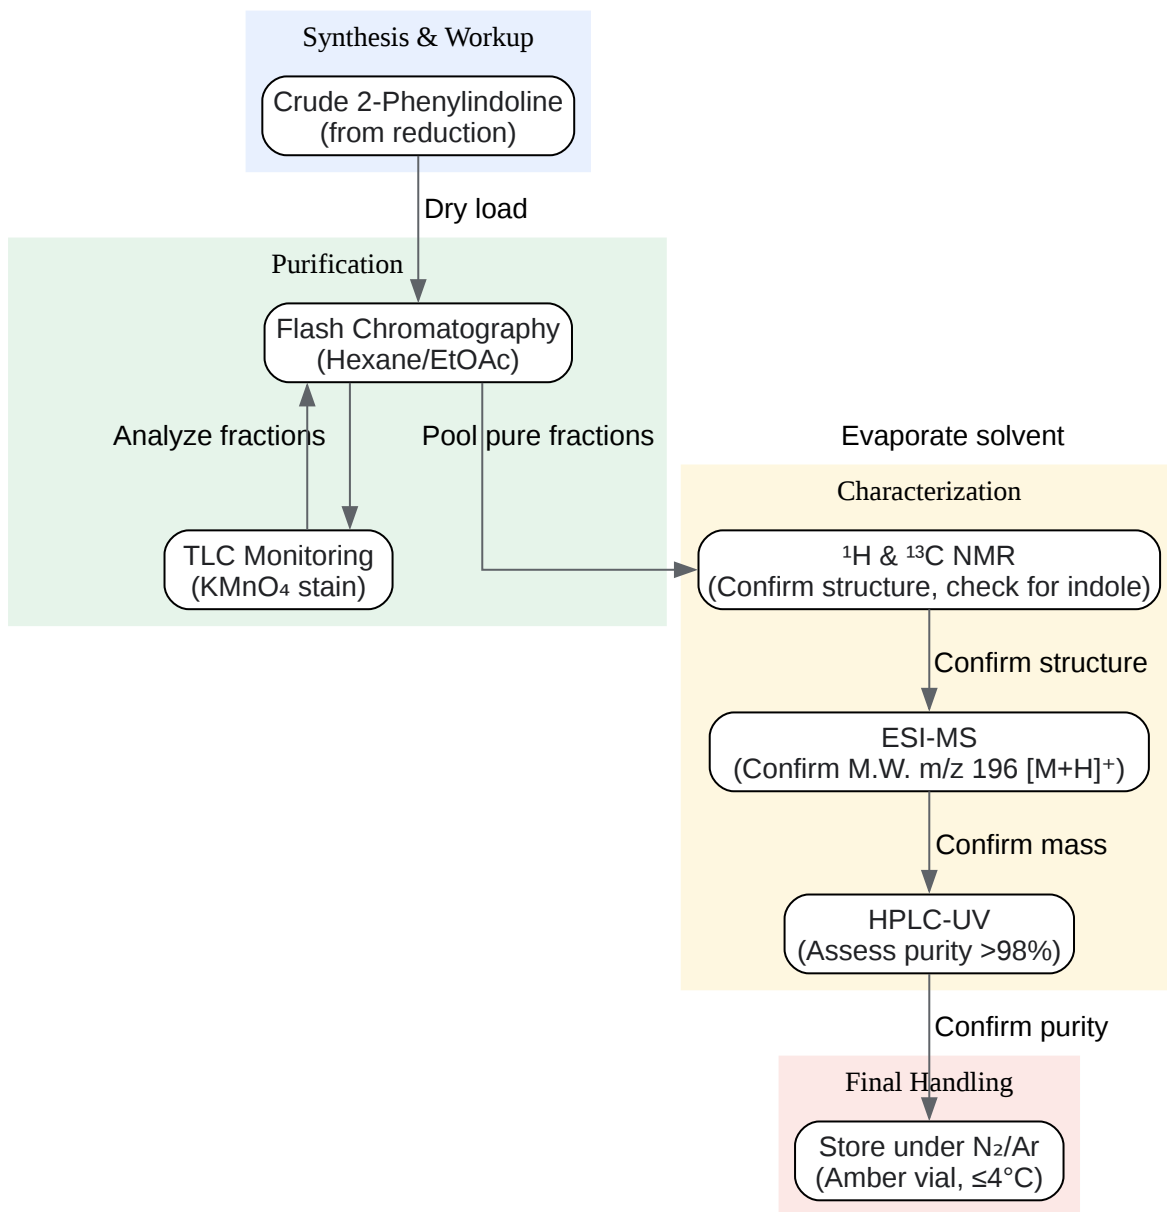 Synthesis & Workup
Crude 2-Phenylindoline
(from reduction)
Dry load
Purification
Flash Chromatography
(Hexane/EtOAc)
Analyze fractions
Pool pure fractions
Evaporate solvent
TLC Monitoring
(KMnO₄ stain)
Characterization
¹H & ¹³C NMR
(Confirm structure, check for indole)
Confirm structure
ESI-MS
(Confirm M.W. m/z 196 [M+H]⁺)
Confirm mass
HPLC-UV
(Assess purity >98%)
Confirm purity
Final Handling
Store under N₂/Ar
(Amber vial, ≤4°C)